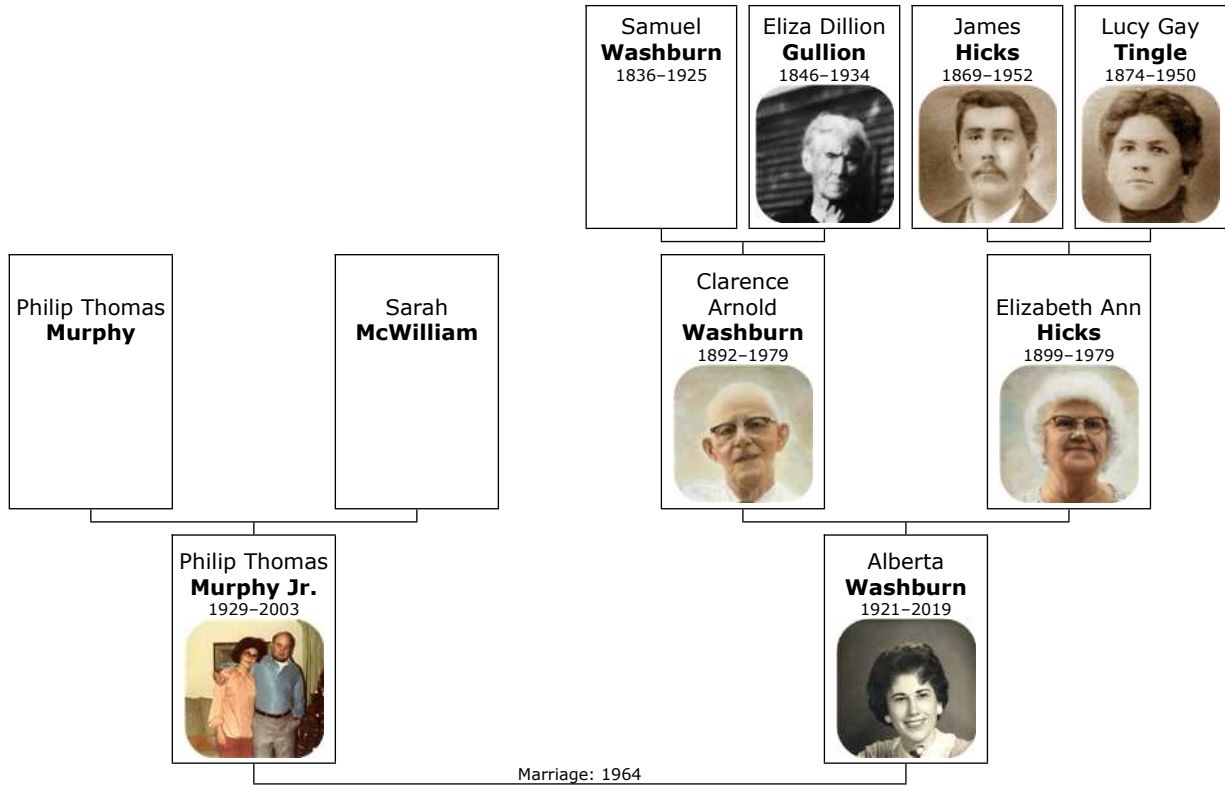 Samuel
Washburn
1836–1925
Eliza Dillion
Gullion
1846–1934
James
Hicks
1869–1952
Lucy Gay
Tingle
1874–1950
Philip Thomas
Murphy
Sarah
McWilliam
Clarence
Arnold
Washburn
1892–1979
Elizabeth Ann
Hicks
1899–1979
Philip Thomas
Murphy Jr.
1929–2003
Alberta
Washburn
1921–2019
Marriage: 1964